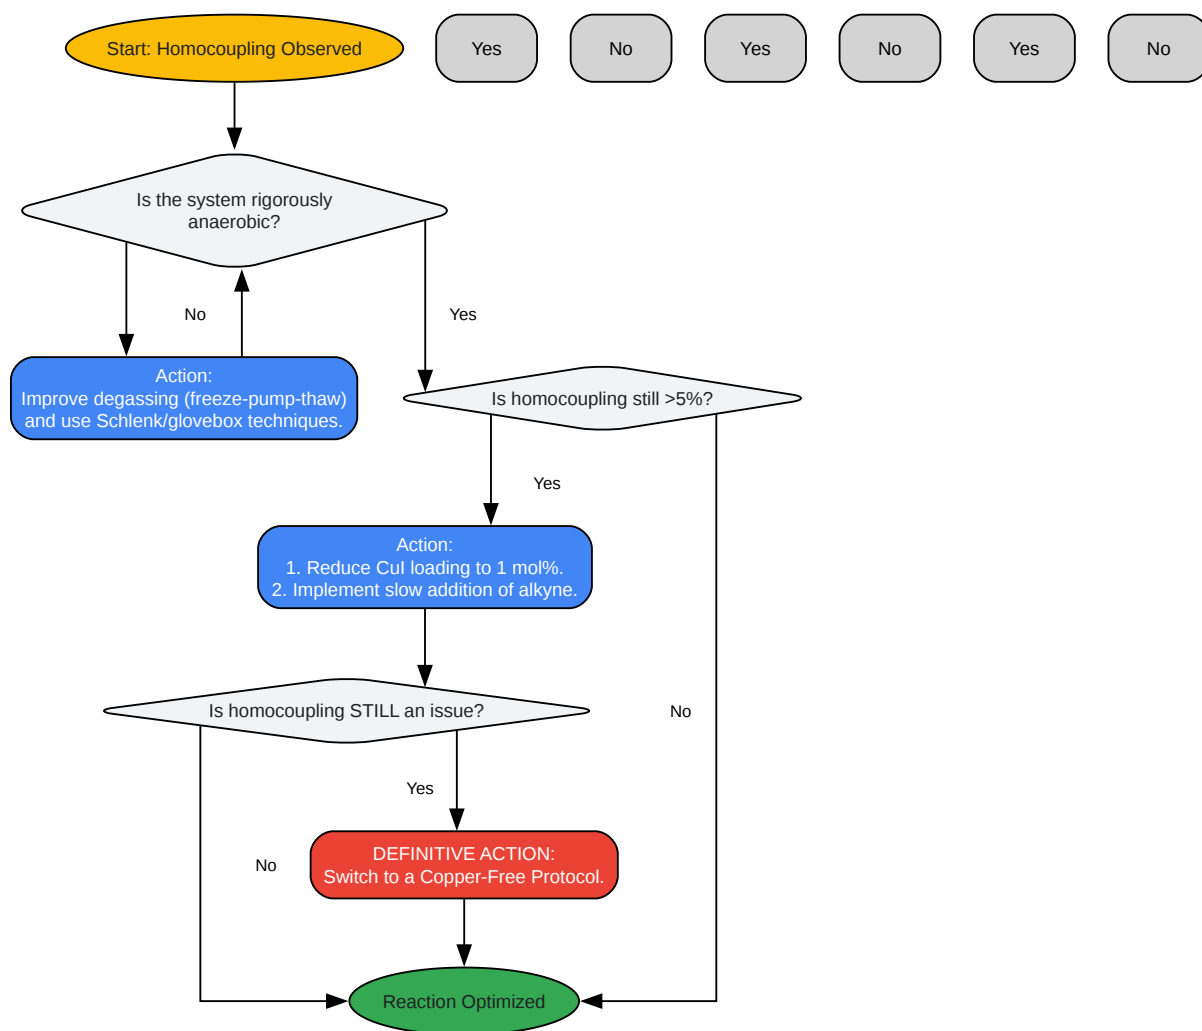 Start: Homocoupling Observed
Yes
No
Yes
No
Yes
No
Is the system rigorously
anaerobic?
No
Yes
Action:
Improve degassing (freeze-pump-thaw)
and use Schlenk/glovebox techniques.
Is homocoupling still >5%?
Yes
Action:
1. Reduce CuI loading to 1 mol%.
2. Implement slow addition of alkyne.
Is homocoupling STILL an issue?
No
Yes
DEFINITIVE ACTION:
Switch to a Copper-Free Protocol.
No
Reaction Optimized